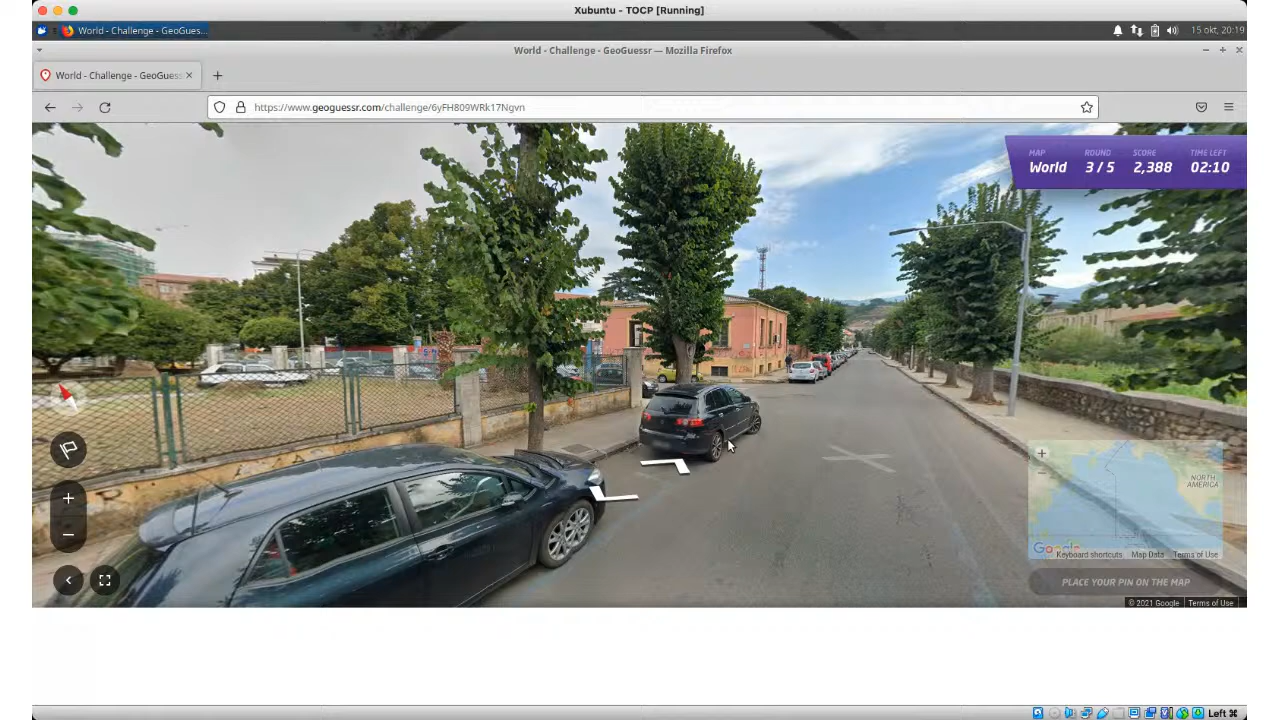 Xubuntu - TOCP [Running]
World - Challenge - GeoGues...
15 okt, 20:19
World - Challenge - GeoGuessr — Mozilla Firefox
World - Challenge - GeoGuess
https://www.geoguessr.com/challenge/6yFH809WRk17Ngvn
MAP ROUND SCORE TIME LEFT
World 3 / 5 2,388 02:10
NORTH
AMERICA
Google
Keyboard shortcuts Map Data Terms of Use
PLACE YOUR PIN ON THE MAP
© 2021 Google Terms of Use
Left ⌘